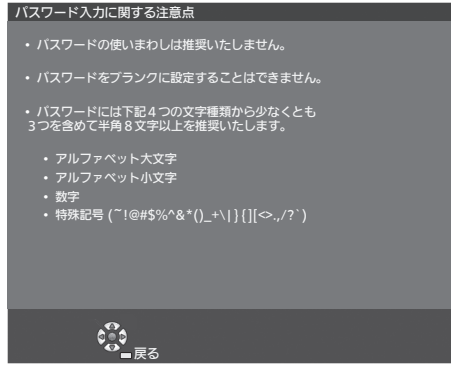 パスワード入力に関する注意点
• パスワードの使いまわしは推奨いたしません。
• パスワードをブランクに設定することはできません。
• パスワードには下記４つの文字種類から少なくとも
3つを含めて半角８文字以上を推奨いたします。
• アルファベット大文字
• アルファベット小文字
• 数字
• 特殊記号 (~!@#$%^&*()_+\|}{][<>.,/?`)
戻る